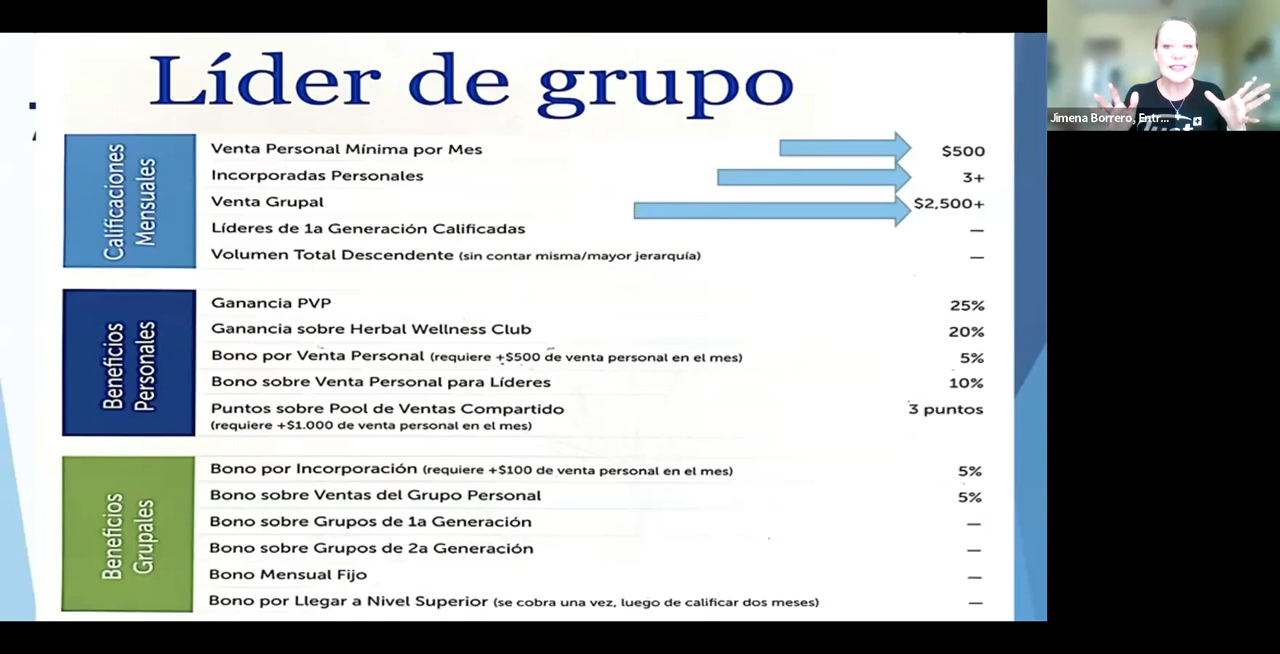 Líder de grupo
Calificaciones
Mensuales
Venta Personal Mínima por Mes $500
Incorporadas Personales 3+
Venta Grupal $2,500+
Líderes de 1a Generación Calificadas —
Volumen Total Descendente (sin contar misma/mayor jerarquía) —
Beneficios
Personales
Ganancia PVP 25%
Ganancia sobre Herbal Wellness Club 20%
Bono por Venta Personal (requiere +$500 de venta personal en el mes) 5%
Bono sobre Venta Personal para Líderes 10%
Puntos sobre Pool de Ventas Compartido 3 puntos
(requiere +$1.000 de venta personal en el mes)
Beneficios
Grupales
Bono por Incorporación (requiere +$100 de venta personal en el mes) 5%
Bono sobre Ventas del Grupo Personal 5%
Bono sobre Grupos de 1a Generación —
Bono sobre Grupos de 2a Generación —
Bono Mensual Fijo —
Bono por Llegar a Nivel Superior (se cobra una vez, luego de calificar dos meses) —
Jimena Borrero, Entr...